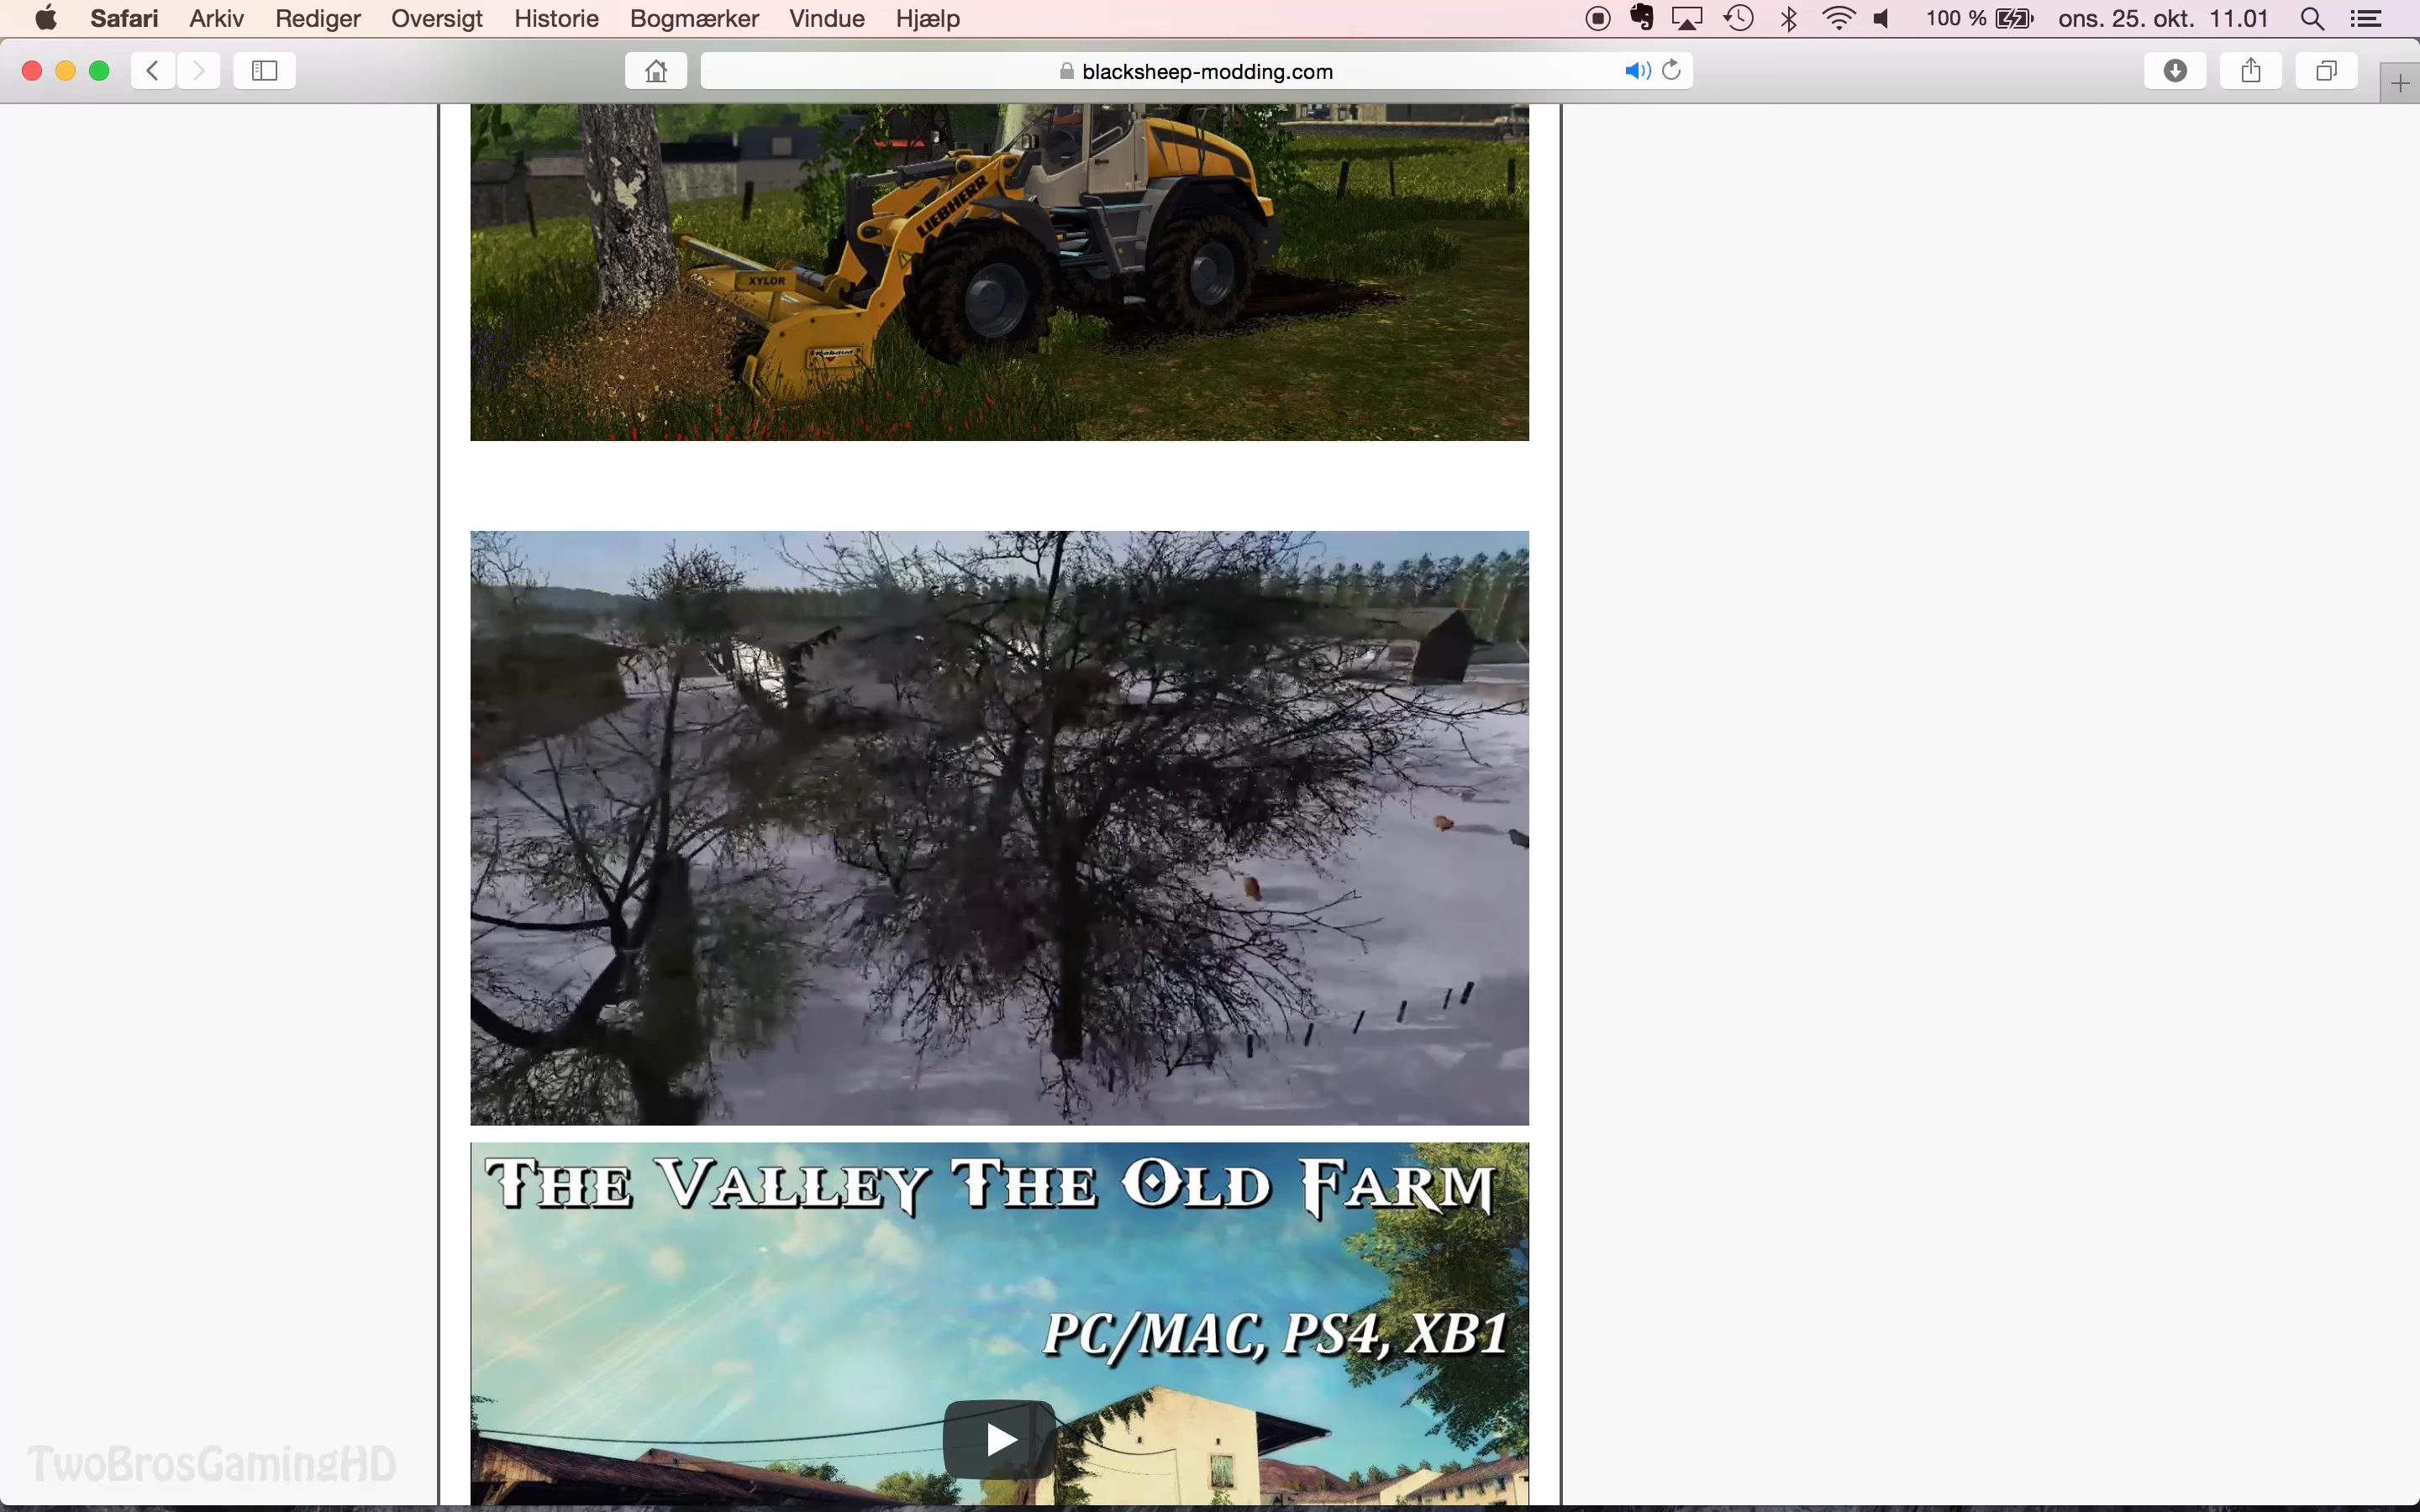 Safari Arkiv Rediger Oversigt Historie Bogmærker Vindue Hjælp 100 % ons. 25. okt. 11.01
blacksheep-modding.com
LIEBHERR
XYLOR
THE VALLEY THE OLD FARM
PC/MAC, PS4, XB1
TwoBrosGamingHD